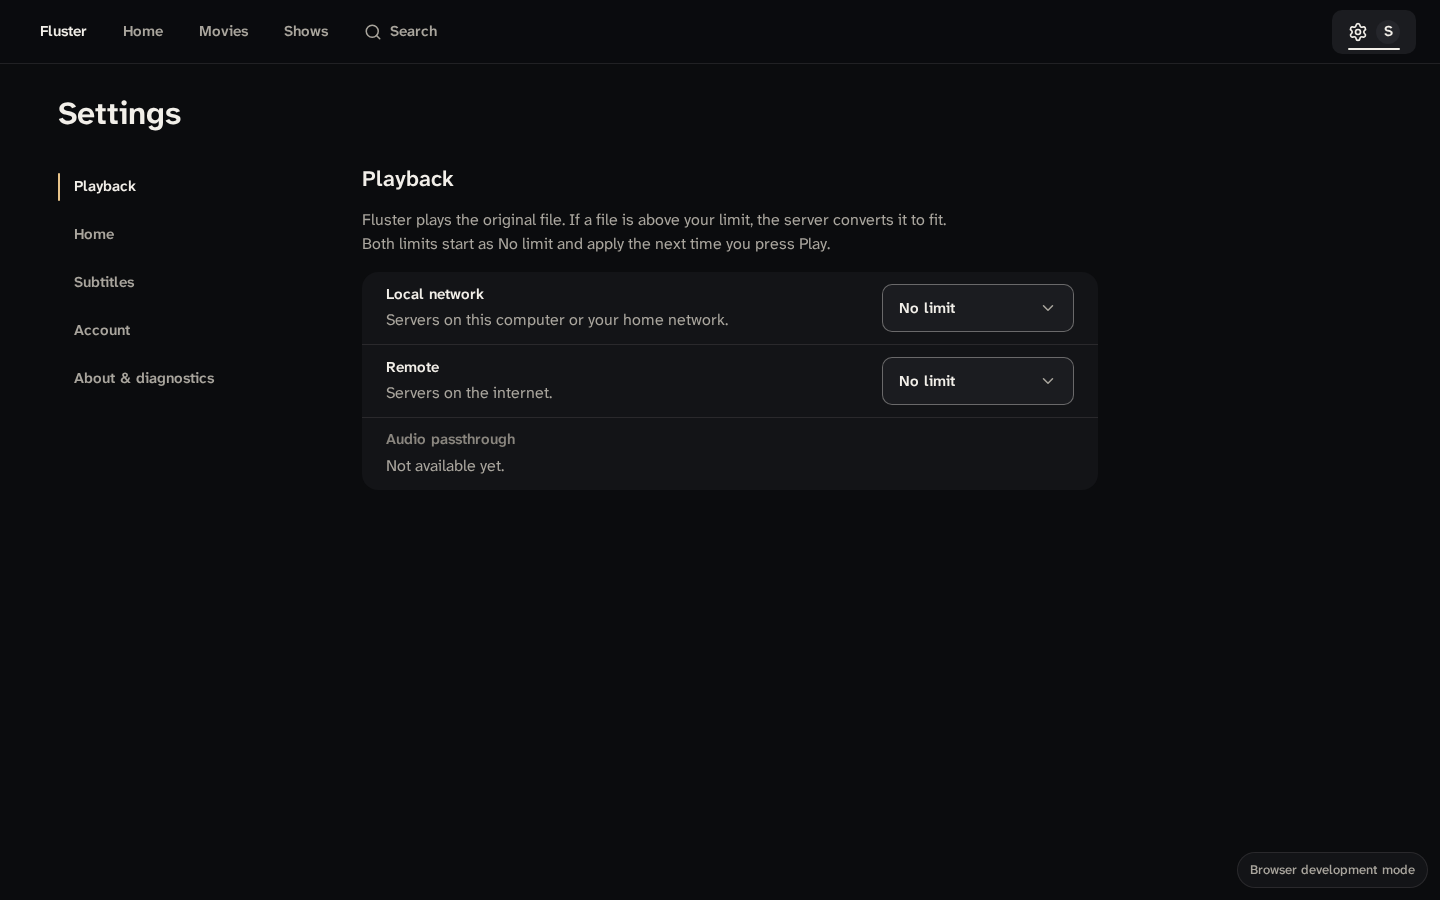 Fluster
Home
Movies
Shows
Search
S
Settings
Playback
Home
Subtitles
Account
About & diagnostics
Playback
Fluster plays the original file. If a file is above your limit, the server converts it to fit.
Both limits start as No limit and apply the next time you press Play.
Local network
Servers on this computer or your home network.
No limit
Remote
Servers on the internet.
No limit
Audio passthrough
Not available yet.
Browser development mode